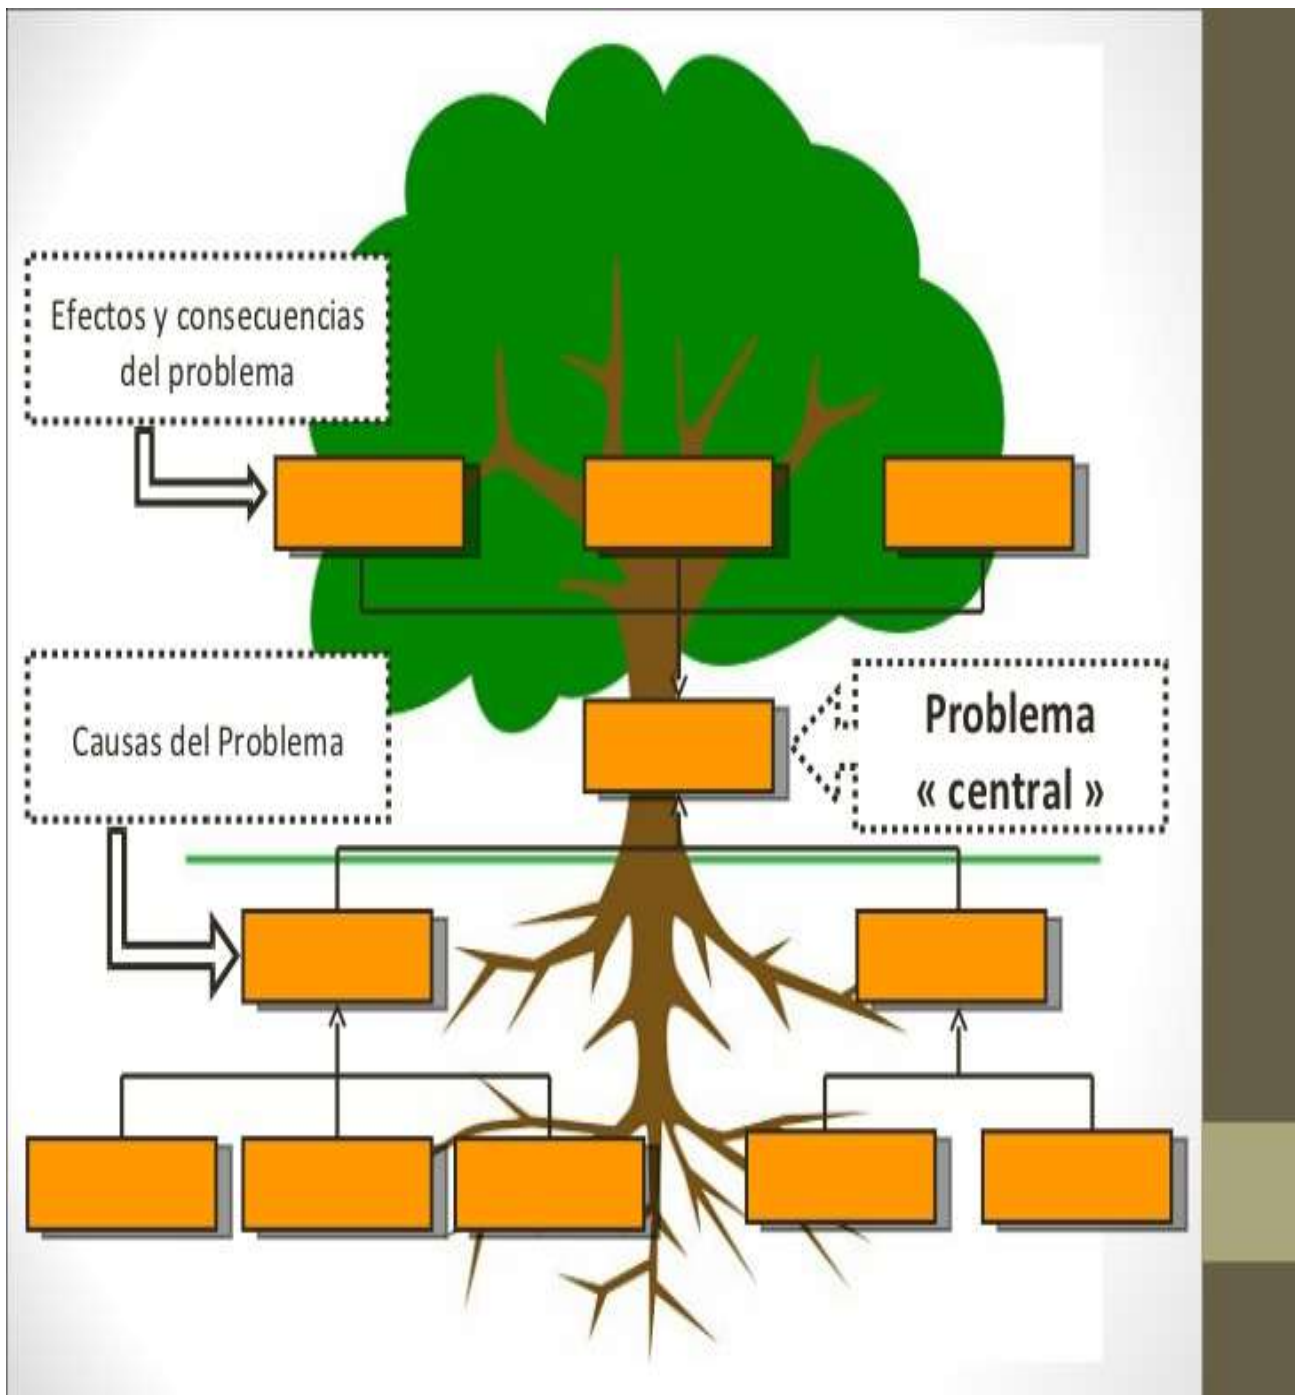 Efectos y consecuencias
del problema
Causas del Problema
Problema
« central »